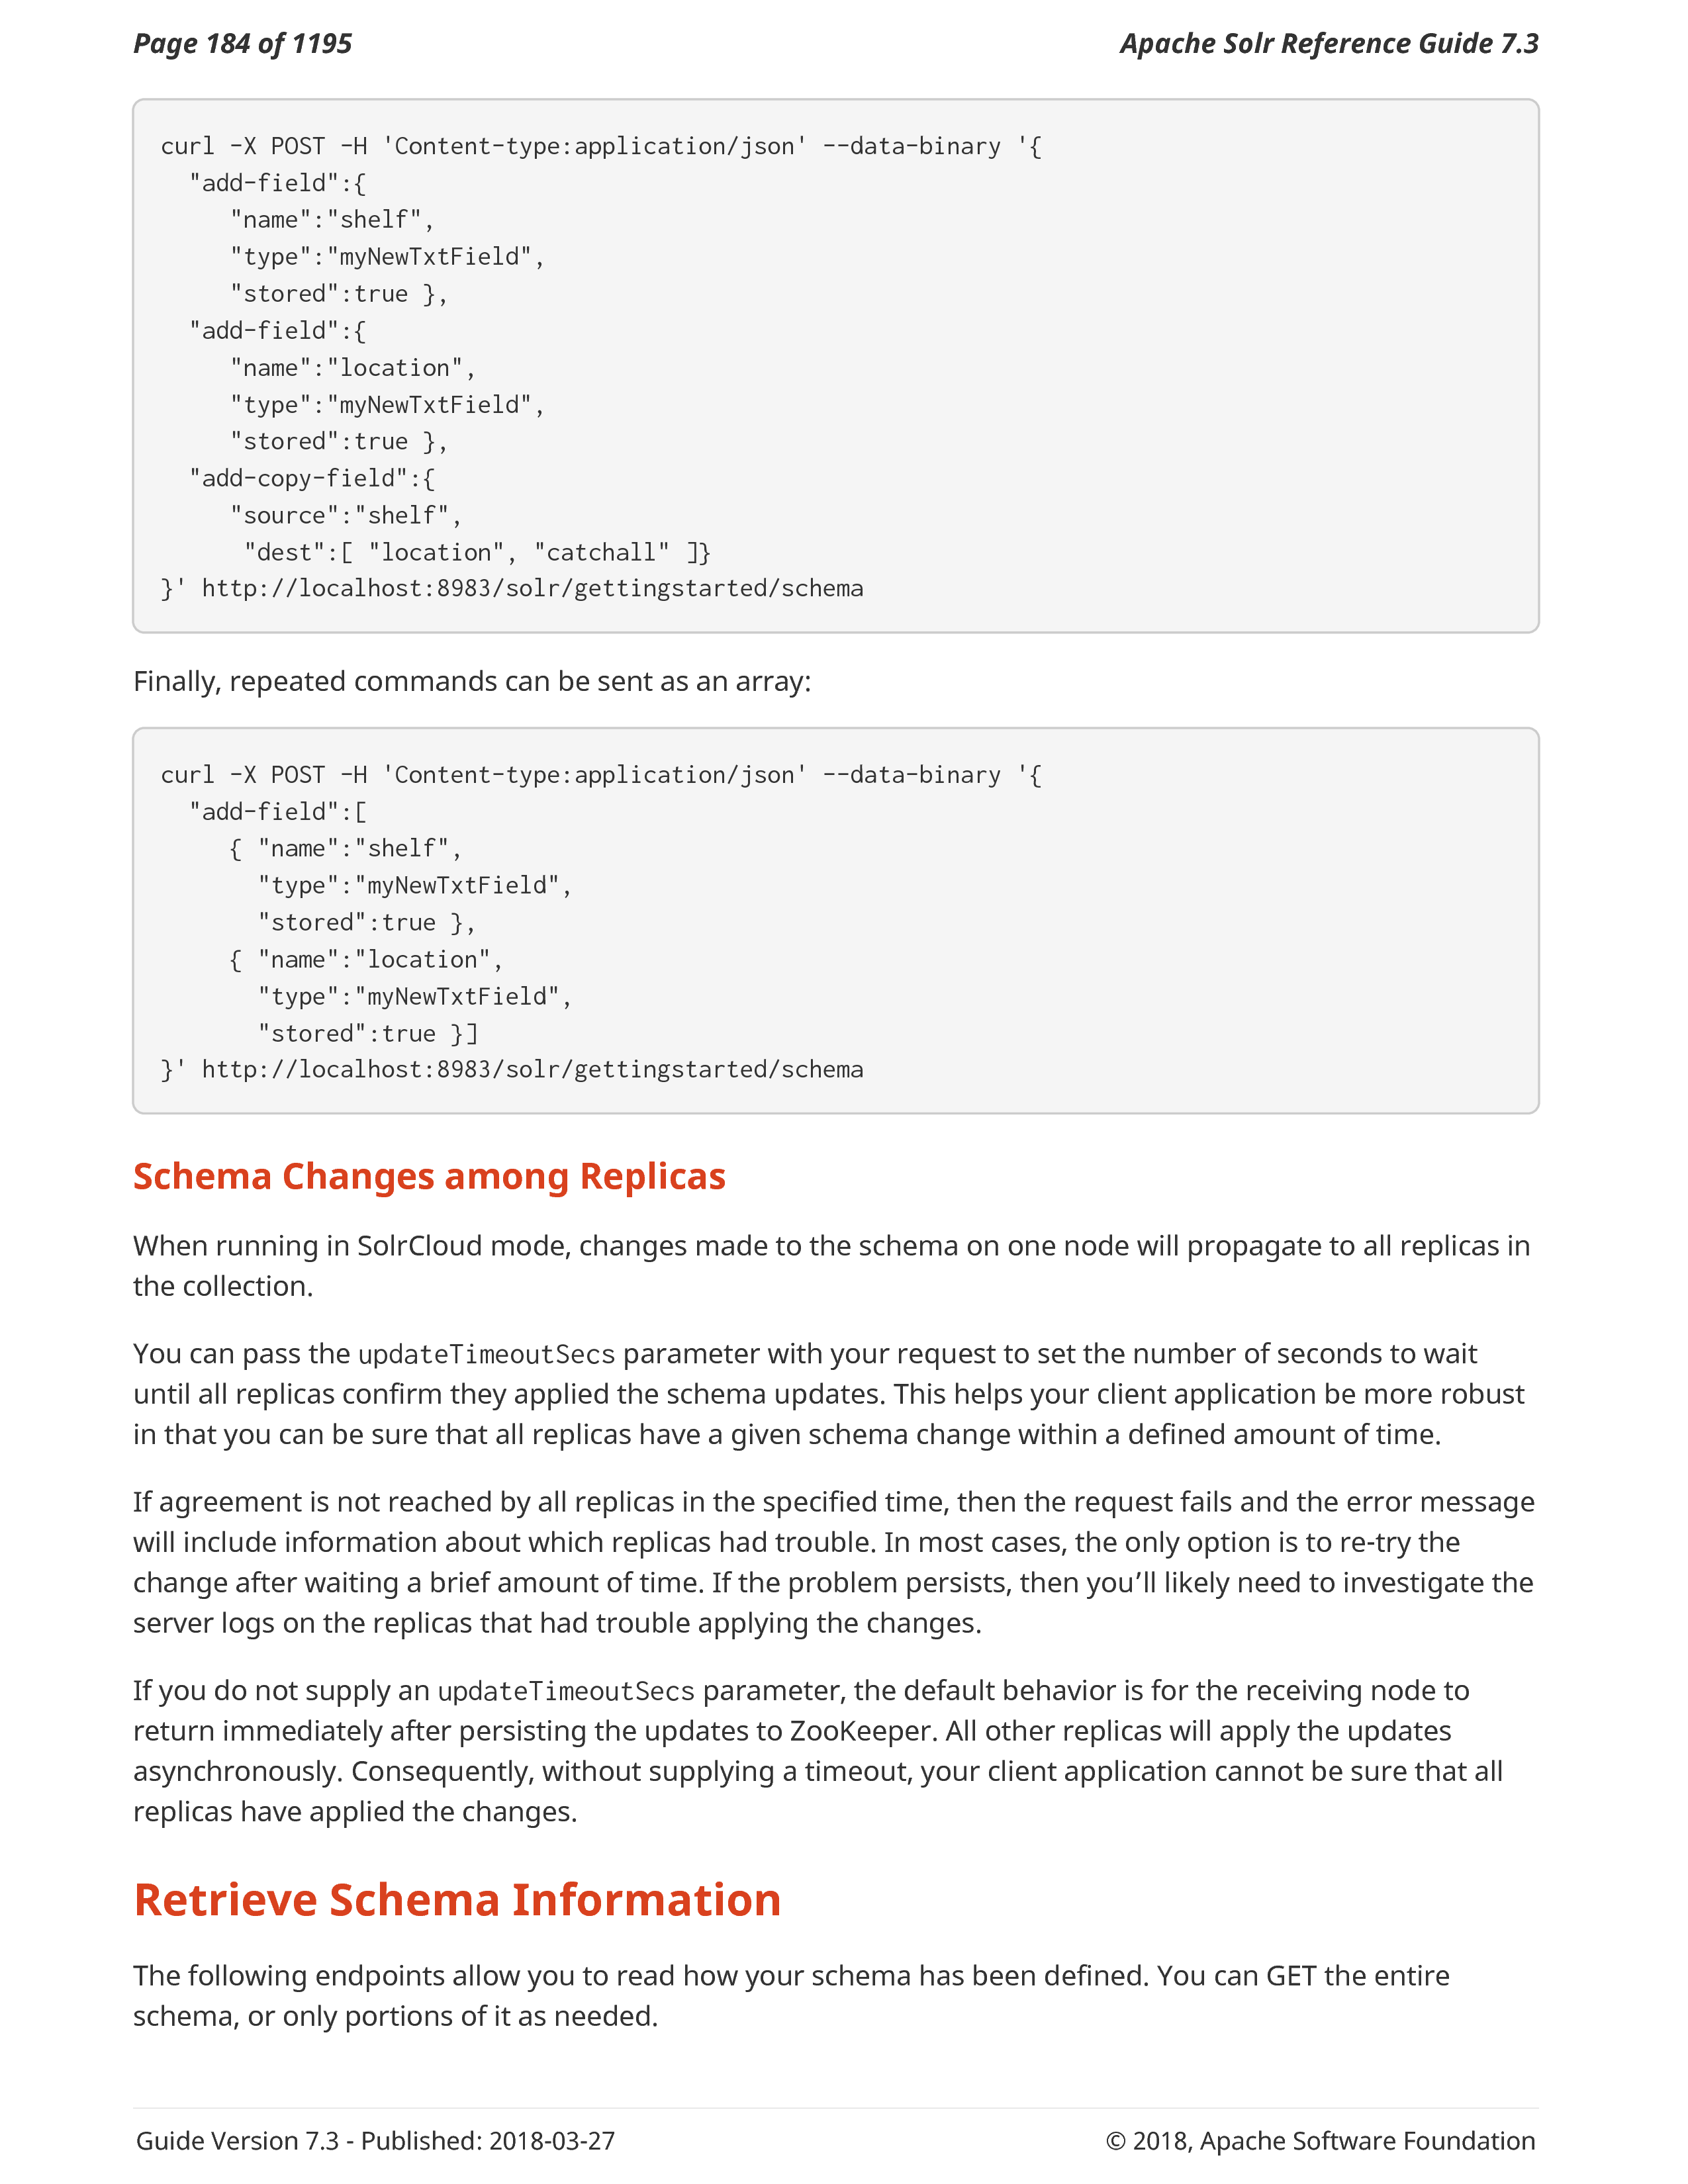 Page 184 of 1195
Apache Solr Reference Guide 7.3
curl -X POST -H 'Content-type:application/json' --data-binary '{
  "add-field":{
     "name":"shelf",
     "type":"myNewTxtField",
     "stored":true },
  "add-field":{
     "name":"location",
     "type":"myNewTxtField",
     "stored":true },
  "add-copy-field":{
     "source":"shelf",
      "dest":[ "location", "catchall" ]}
}' http://localhost:8983/solr/gettingstarted/schema
Finally, repeated commands can be sent as an array:
curl -X POST -H 'Content-type:application/json' --data-binary '{
  "add-field":[
     { "name":"shelf",
       "type":"myNewTxtField",
       "stored":true },
     { "name":"location",
       "type":"myNewTxtField",
       "stored":true }]
}' http://localhost:8983/solr/gettingstarted/schema
Schema Changes among Replicas
When running in SolrCloud mode, changes made to the schema on one node will propagate to all replicas in
the collection.
You can pass the updateTimeoutSecs parameter with your request to set the number of seconds to wait
until all replicas confirm they applied the schema updates. This helps your client application be more robust
in that you can be sure that all replicas have a given schema change within a defined amount of time.
If agreement is not reached by all replicas in the specified time, then the request fails and the error message
will include information about which replicas had trouble. In most cases, the only option is to re-try the
change after waiting a brief amount of time. If the problem persists, then you’ll likely need to investigate the
server logs on the replicas that had trouble applying the changes.
If you do not supply an updateTimeoutSecs parameter, the default behavior is for the receiving node to
return immediately after persisting the updates to ZooKeeper. All other replicas will apply the updates
asynchronously. Consequently, without supplying a timeout, your client application cannot be sure that all
replicas have applied the changes.
Retrieve Schema Information
The following endpoints allow you to read how your schema has been defined. You can GET the entire
schema, or only portions of it as needed.
Guide Version 7.3 - Published: 2018-03-27
© 2018, Apache Software Foundation